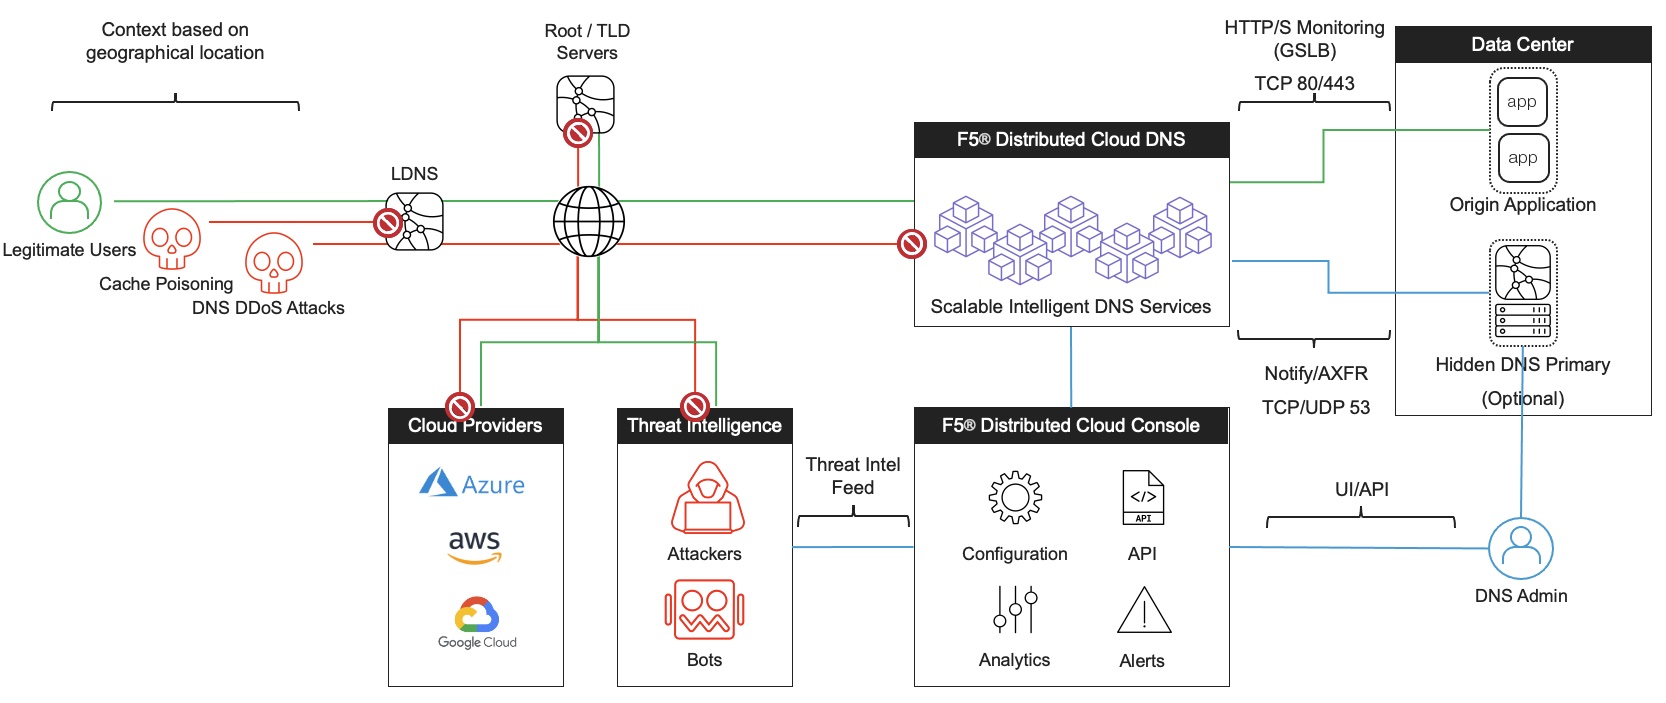 Context based on
geographical location
Root / TLD
Servers
HTTP/S Monitoring
(GSLB)
TCP 80/443
Data Center
app
app
Origin Application
F5® Distributed Cloud DNS
Scalable Intelligent DNS Services
LDNS
Legitimate Users
Cache Poisoning
DNS DDoS Attacks
Hidden DNS Primary
(Optional)
Notify/AXFR
TCP/UDP 53
Cloud Providers
Azure
aws
Google Cloud
Threat Intelligence
Attackers
Bots
Threat Intel
Feed
F5® Distributed Cloud Console
Configuration
</>
API
API
Analytics
Alerts
UI/API
DNS Admin